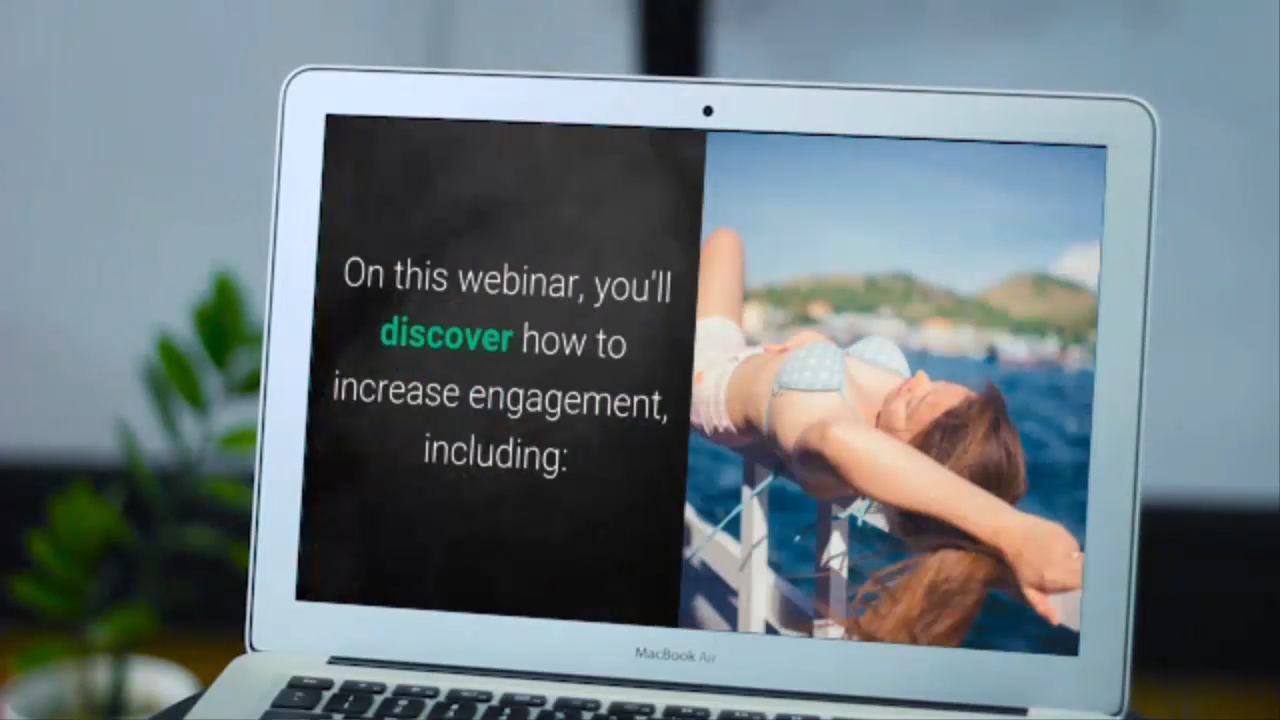 On this webinar, you'll
discover how to
increase engagement,
including:
MacBook Air